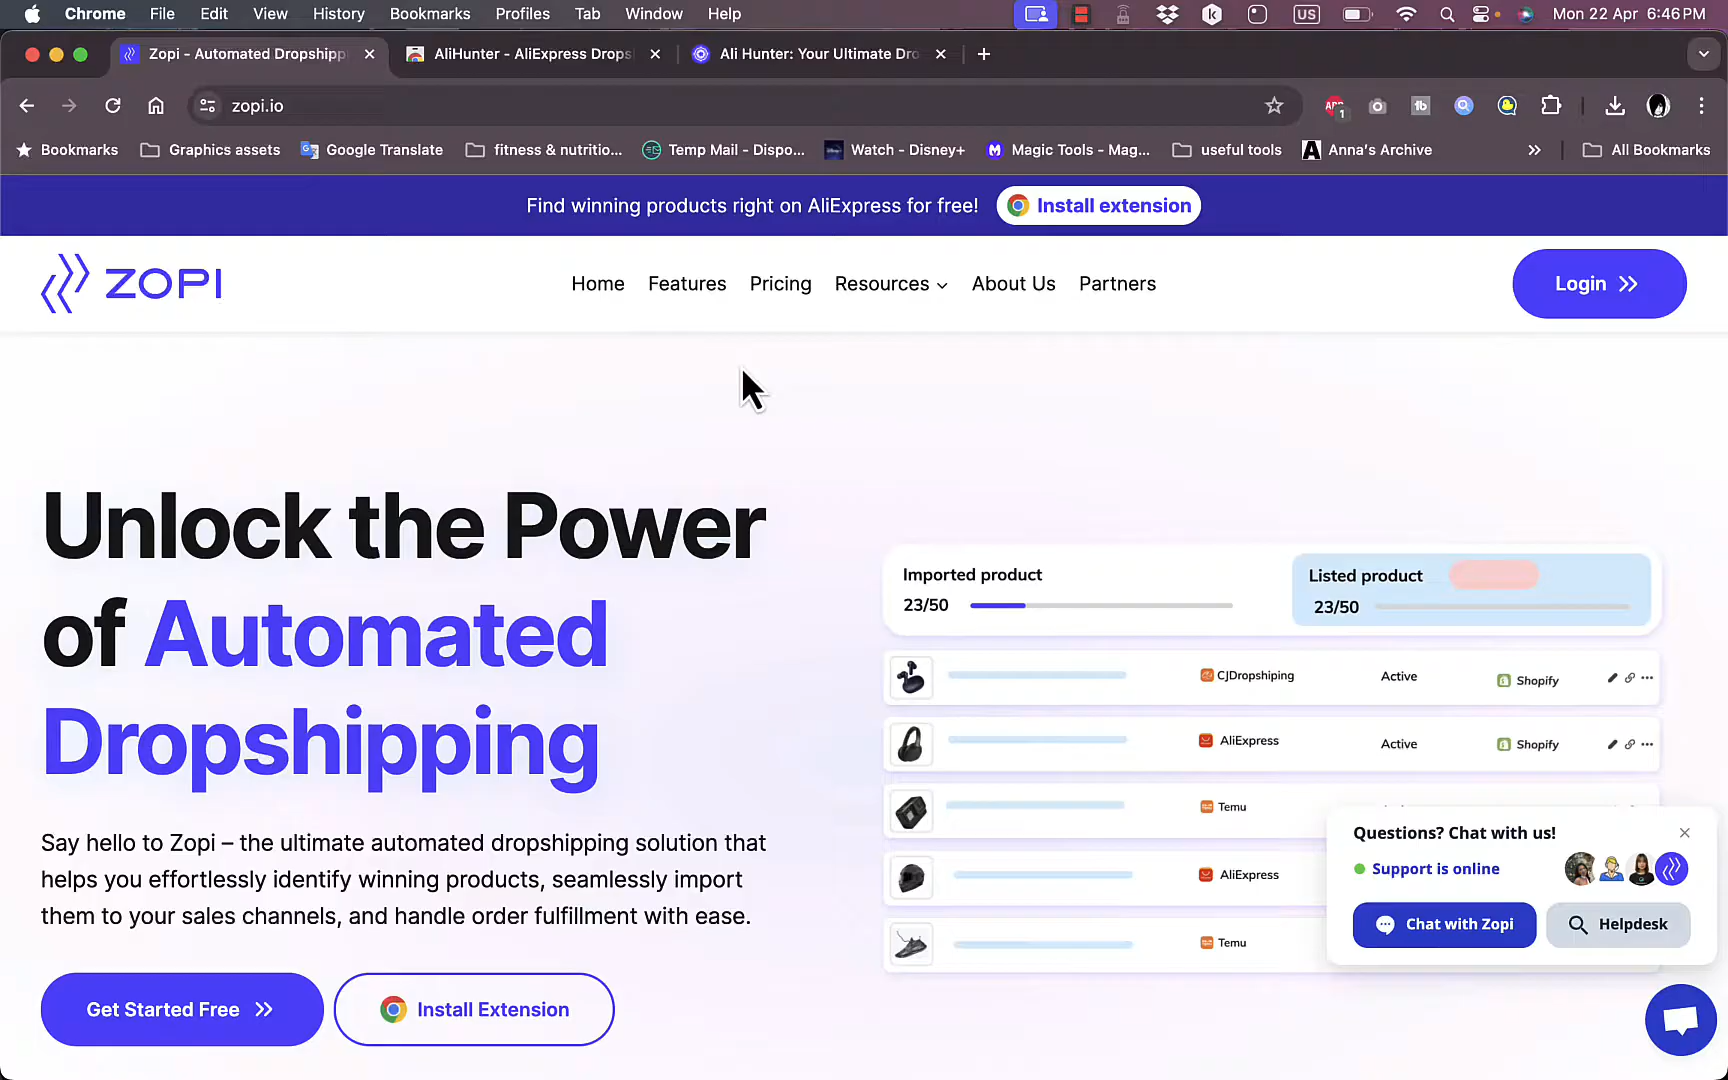 Chrome File Edit View History Bookmarks Profiles Tab Window Help US Mon 22 Apr 6:46 PM
Zopi - Automated Dropshipp AliHunter - AliExpress Drops Ali Hunter: Your Ultimate Dro
zopi.io ABP 1 tb
Bookmarks Graphics assets Google Translate fitness & nutritio... Temp Mail - Dispo... Watch - Disney+ Magic Tools - Mag... useful tools Anna's Archive All Bookmarks
Find winning products right on AliExpress for free! Install extension
ZOPI Home Features Pricing Resources About Us Partners Login
Unlock the Power
of Automated
Dropshipping
Say hello to Zopi – the ultimate automated dropshipping solution that
helps you effortlessly identify winning products, seamlessly import
them to your sales channels, and handle order fulfillment with ease.
Get Started Free Install Extension
Imported product
23/50
Listed product
23/50
CJDropshiping Active Shopify
AliExpress Active Shopify
Temu
AliExpress
Temu
Questions? Chat with us!
Support is online
Chat with Zopi Helpdesk